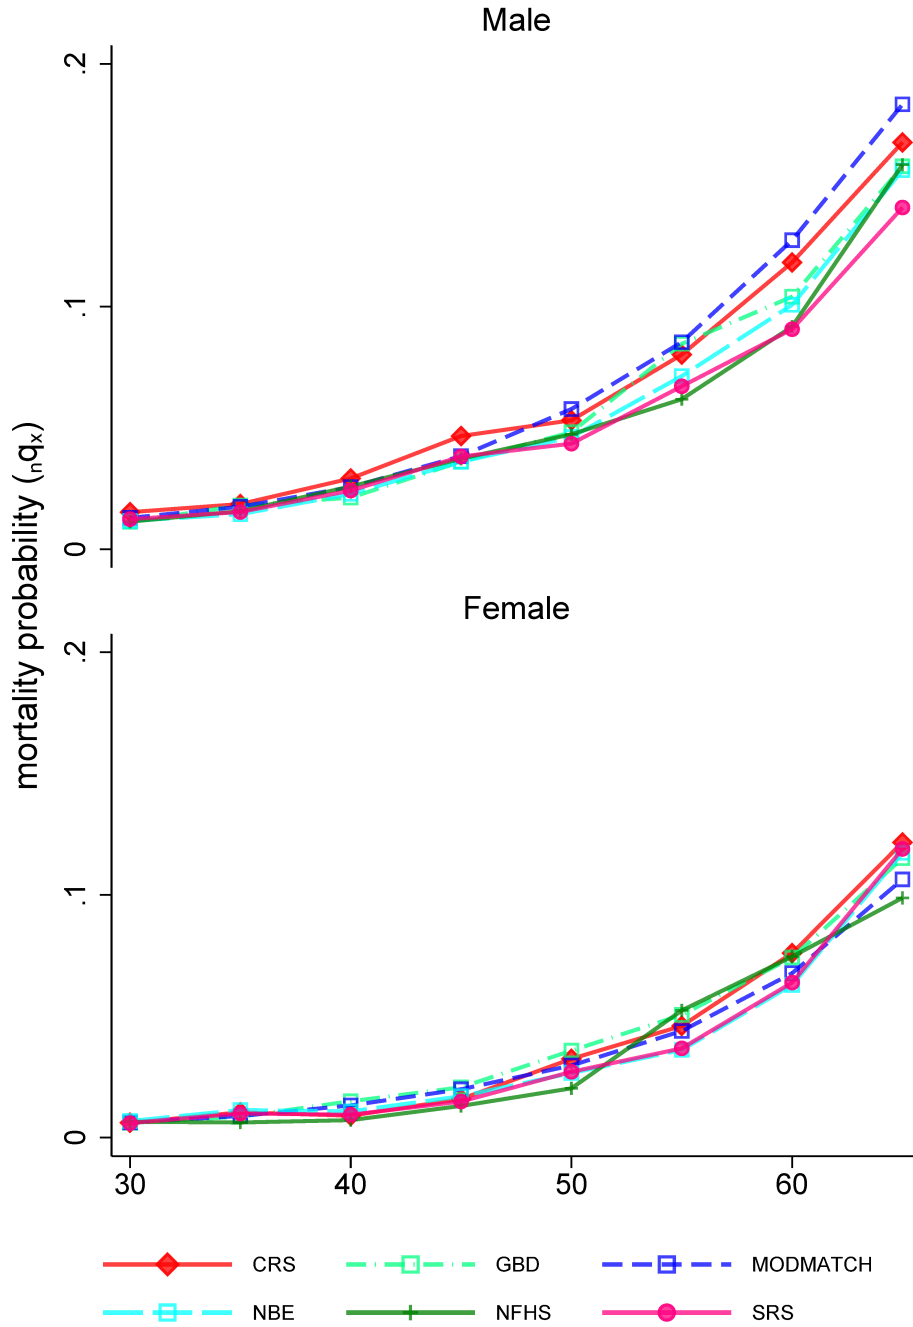 Male
.2
.1
0
mortality probability (ₙqₓ)
Female
.2
.1
0
30 40 50 60
CRS GBD MODMATCH
NBE NFHS SRS